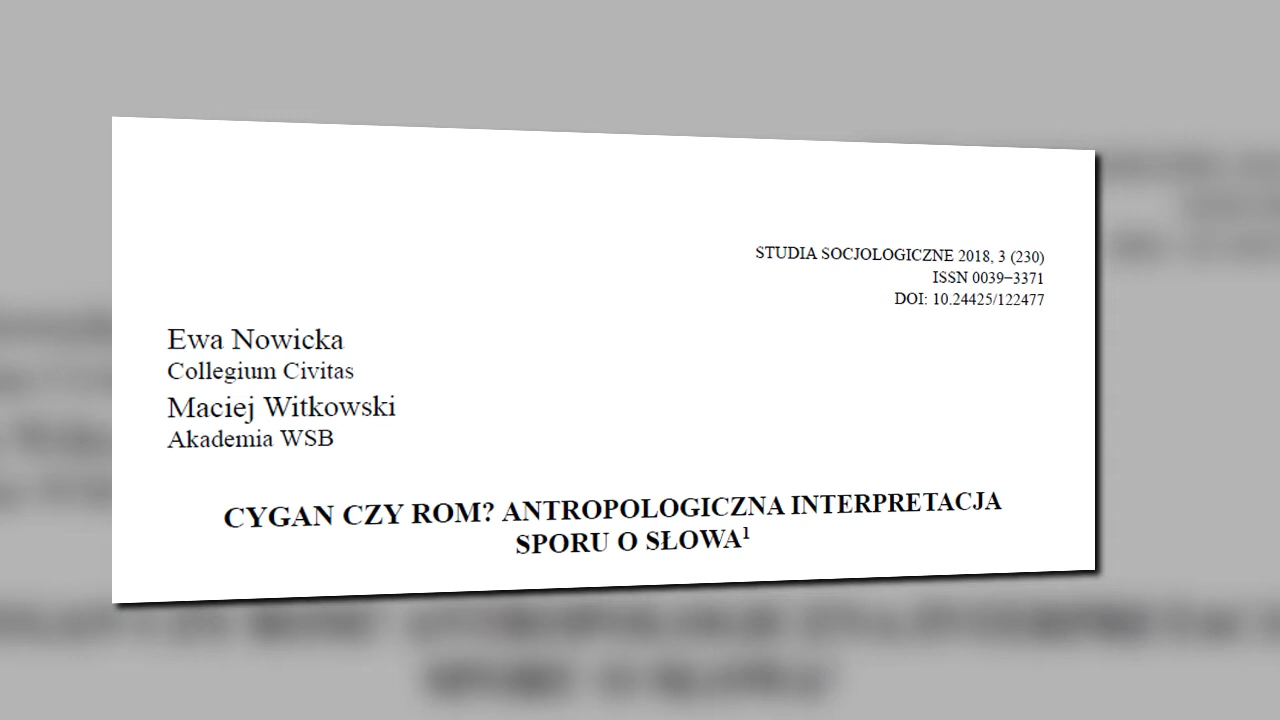 STUDIA SOCJOLOGICZNE 2018, 3 (230)
ISSN 0039–3371
DOI: 10.24425/122477
Ewa Nowicka
Collegium Civitas
Maciej Witkowski
Akademia WSB
CYGAN CZY ROM? ANTROPOLOGICZNA INTERPRETACJA
SPORU O SŁOWA¹